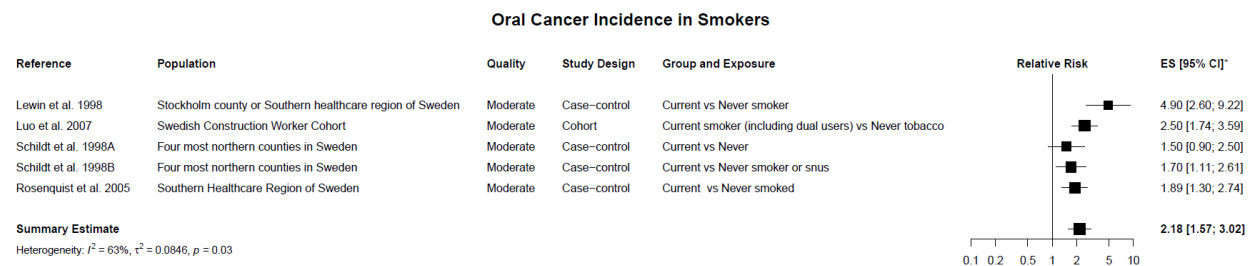 Oral Cancer Incidence in Smokers
Reference Population Quality Study Design Group and Exposure Relative Risk ES [95% CI]*
Lewin et al. 1998 Stockholm county or Southern healthcare region of Sweden Moderate Case−control Current vs Never smoker 4.90 [2.60; 9.22]
Luo et al. 2007 Swedish Construction Worker Cohort Moderate Cohort Current smoker (including dual users) vs Never tobacco 2.50 [1.74; 3.59]
Schildt et al. 1998A Four most northern counties in Sweden Moderate Case−control Current vs Never 1.50 [0.90; 2.50]
Schildt et al. 1998B Four most northern counties in Sweden Moderate Case−control Current vs Never smoker or snus 1.70 [1.11; 2.61]
Rosenquist et al. 2005 Southern Healthcare Region of Sweden Moderate Case−control Current vs Never smoked 1.89 [1.30; 2.74]
Summary Estimate 2.18 [1.57; 3.02]
Heterogeneity: I² = 63%, τ² = 0.0846, p = 0.03
0.1 0.2 0.5 1 2 5 10